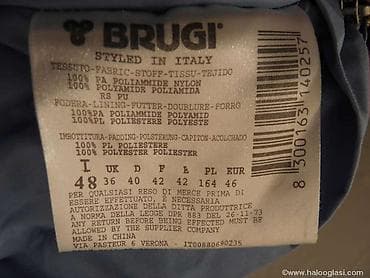 BRUGI
STYLED IN ITALY
TESSUTO-FABRIC-STOFF-TISSU-TEJIDO
100% PA POLIAMMIDE NYLON
100% POLYAMIDE POLIAMIDA
RS PU
FODERA-LINING-FUTTER-DOUBLURE-FORRO
100%PA POLIAMMIDE POLYAMID
100%PL POLIESTERE POLYESTE
IMBOTTITURA-PADDING-POLSTERUNG-CAPITON-ACOLCHADO
100% PL POLIESTERE
100% POLYESTER POLIESTER
I UK D F E PL EUR
48 36 40 42 42 164 46
PER QUALSIASI RESO DI MERCE PRIMA DI
ESSERE EFFETTUATO, E NECESSARIA
AUTORIZZAZIONE DELLA DITTA PRODUTTRICE
A NORMA DELLA LEGGE DPR 883 DEL 26-11-73
ANY RETURN BEFORE BEING EFFECTED MUST BE
ALLOWED BY THE SUPPLIER COMPANY
MADE IN CHINA
VIA PASTEUR 6 VERONA - IT00880690235
8 300163 140257
www.halooglasi.com